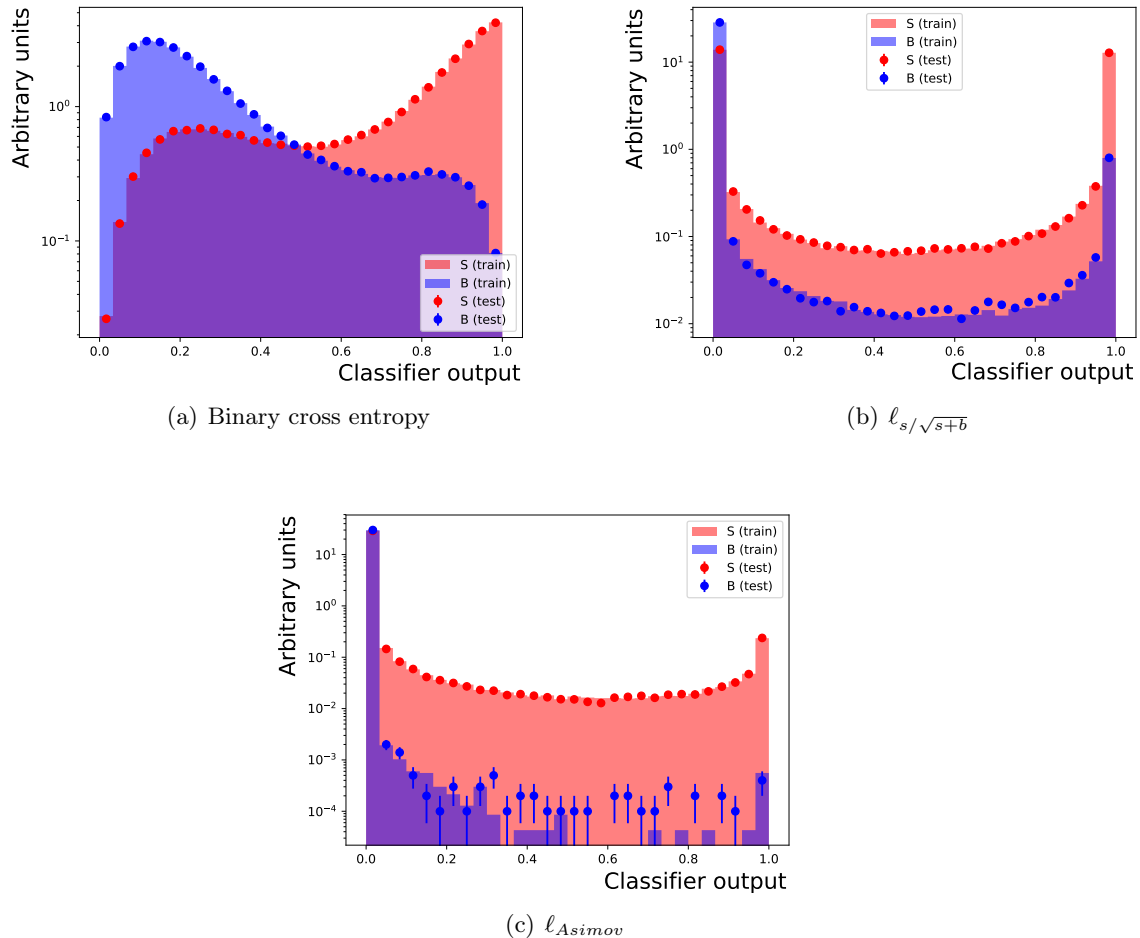 Arbitrary units
10^0
10^{-1}
S (train)
B (train)
S (test)
B (test)
0.0 0.2 0.4 0.6 0.8 1.0
Classifier output
(a) Binary cross entropy
Arbitrary units
10^1
10^0
10^{-1}
10^{-2}
S (train)
B (train)
S (test)
B (test)
0.0 0.2 0.4 0.6 0.8 1.0
Classifier output
(b) ℓ_{s/√(s+b)}
Arbitrary units
10^1
10^0
10^{-1}
10^{-2}
10^{-3}
10^{-4}
S (train)
B (train)
S (test)
B (test)
0.0 0.2 0.4 0.6 0.8 1.0
Classifier output
(c) ℓ_{Asimov}